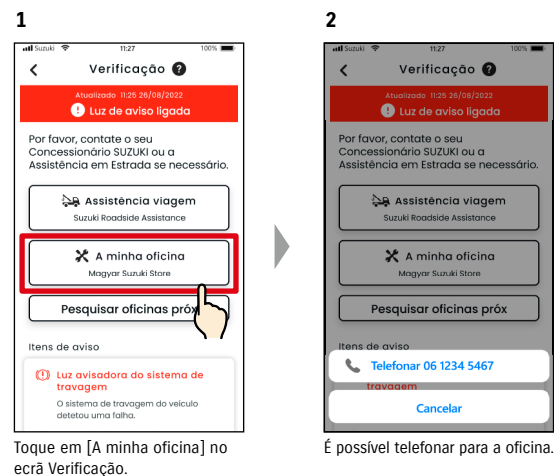 1
Suzuki 11:27 100%
Verificação ?
Atualizado 11:25 26/08/2022
! Luz de aviso ligada
Por favor, contate o seu
Concessionário SUZUKI ou a
Assistência em Estrada se necessário.
Assistência viagem
Suzuki Roadside Assistance
A minha oficina
Magyar Suzuki Store
Pesquisar oficinas próx
Itens de aviso
Luz avisadora do sistema de
travagem
O sistema de travagem do veículo
detetou uma falha.
Toque em [A minha oficina] no
ecrã Verificação.
2
Suzuki 11:27 100%
Verificação ?
Atualizado 11:25 26/08/2022
! Luz de aviso ligada
Por favor, contate o seu
Concessionário SUZUKI ou a
Assistência em Estrada se necessário.
Assistência viagem
Suzuki Roadside Assistance
A minha oficina
Magyar Suzuki Store
Pesquisar oficinas próx
Itens de aviso
Telefonar 06 1234 5467
travagem
Cancelar
É possível telefonar para a oficina.